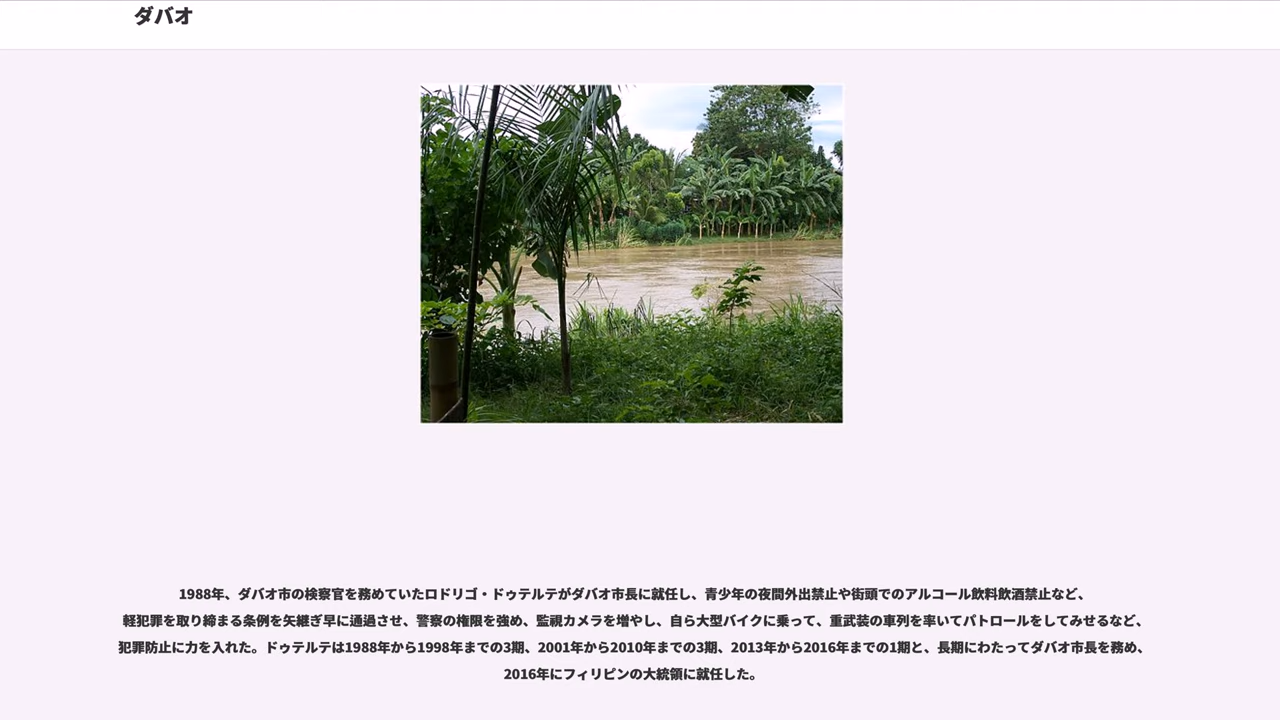 ダバオ
1988年、ダバオ市の検察官を務めていたロドリゴ・ドゥテルテがダバオ市長に就任し、青少年の夜間外出禁止や街頭でのアルコール飲料飲酒禁止など、
軽犯罪を取り締まる条例を矢継ぎ早に通過させ、警察の権限を強め、監視カメラを増やし、自ら大型バイクに乗って、重武装の車列を率いてパトロールをしてみせるなど、
犯罪防止に力を入れた。ドゥテルテは1988年から1998年までの3期、2001年から2010年までの3期、2013年から2016年までの1期と、長期にわたってダバオ市長を務め、
2016年にフィリピンの大統領に就任した。